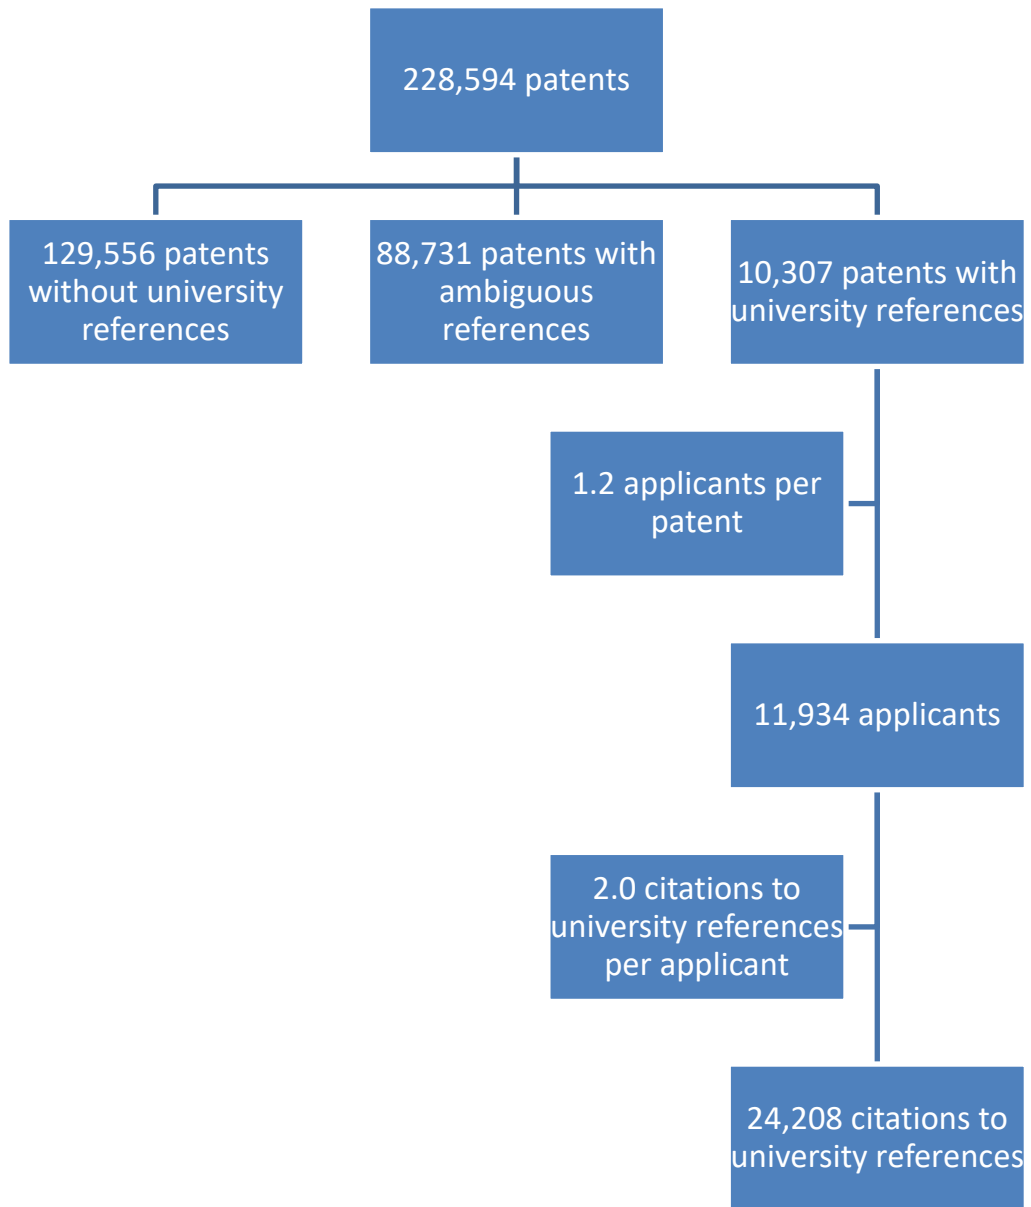 228,594 patents
129,556 patents
without university
references
88,731 patents with
ambiguous
references
10,307 patents with
university references
1.2 applicants per
patent
11,934 applicants
2.0 citations to
university references
per applicant
24,208 citations to
university references